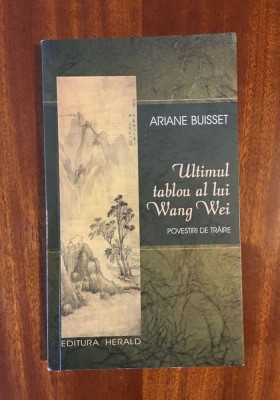 ARIANE BUISSET
Ultimul
tablou al lui
Wang Wei
POVESTIRI DE TRĂIRE
EDITURA HERALD